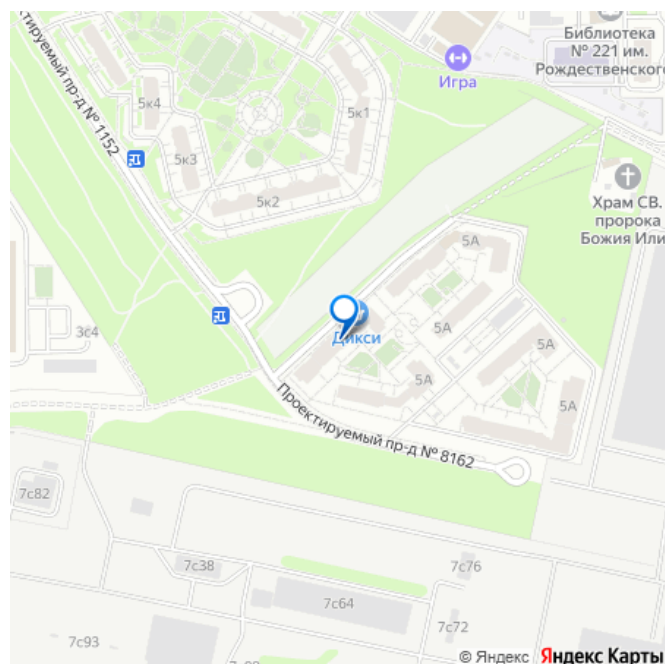 Библиотека
№ 221 им.
Рождественского
Игра
5к4
5к1
5к3
5к2
Проектируемый пр-д № 1152
Храм СВ.
пророка
Божия Или
5А
3с4
Дикси
5А
5А
5А
5А
Проектируемый пр-д № 8162
7с82
7с38
7с76
7с64
7с72
7с93
© Яндекс Яндекс Карты